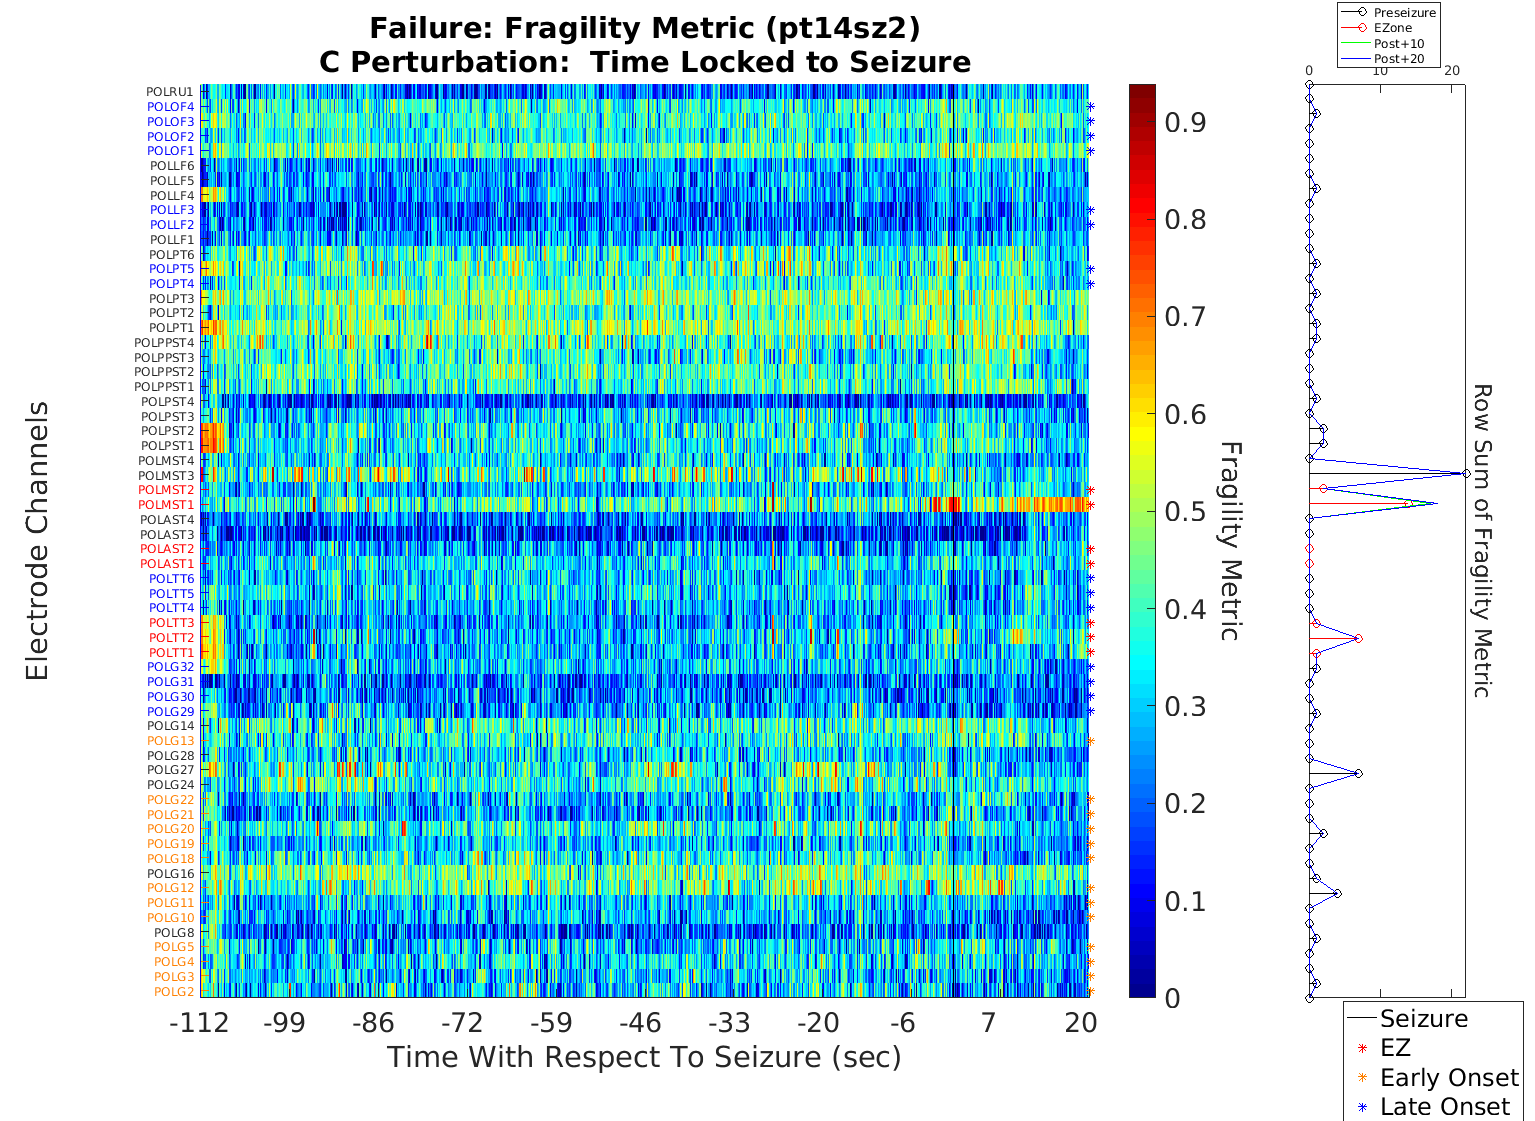 Failure: Fragility Metric (pt14sz2)
C Perturbation:  Time Locked to Seizure
Preseizure
EZone
Post+10
Post+20
0 10 20
Electrode Channels
POLRU1
POLOF4
POLOF3
POLOF2
POLOF1
POLLF6
POLLF5
POLLF4
POLLF3
POLLF2
POLLF1
POLPT6
POLPT5
POLPT4
POLPT3
POLPT2
POLPT1
POLPPST4
POLPPST3
POLPPST2
POLPPST1
POLPST4
POLPST3
POLPST2
POLPST1
POLMST4
POLMST3
POLMST2
POLMST1
POLAST4
POLAST3
POLAST2
POLAST1
POLTT6
POLTT5
POLTT4
POLTT3
POLTT2
POLTT1
POLG32
POLG31
POLG30
POLG29
POLG14
POLG13
POLG28
POLG27
POLG24
POLG22
POLG21
POLG20
POLG19
POLG18
POLG16
POLG12
POLG11
POLG10
POLG8
POLG5
POLG4
POLG3
POLG2
-112 -99 -86 -72 -59 -46 -33 -20 -6 7 20
Time With Respect To Seizure (sec)
0.9
0.8
0.7
0.6
0.5
0.4
0.3
0.2
0.1
0
Fragility Metric
Row Sum of Fragility Metric
Seizure
EZ
Early Onset
Late Onset